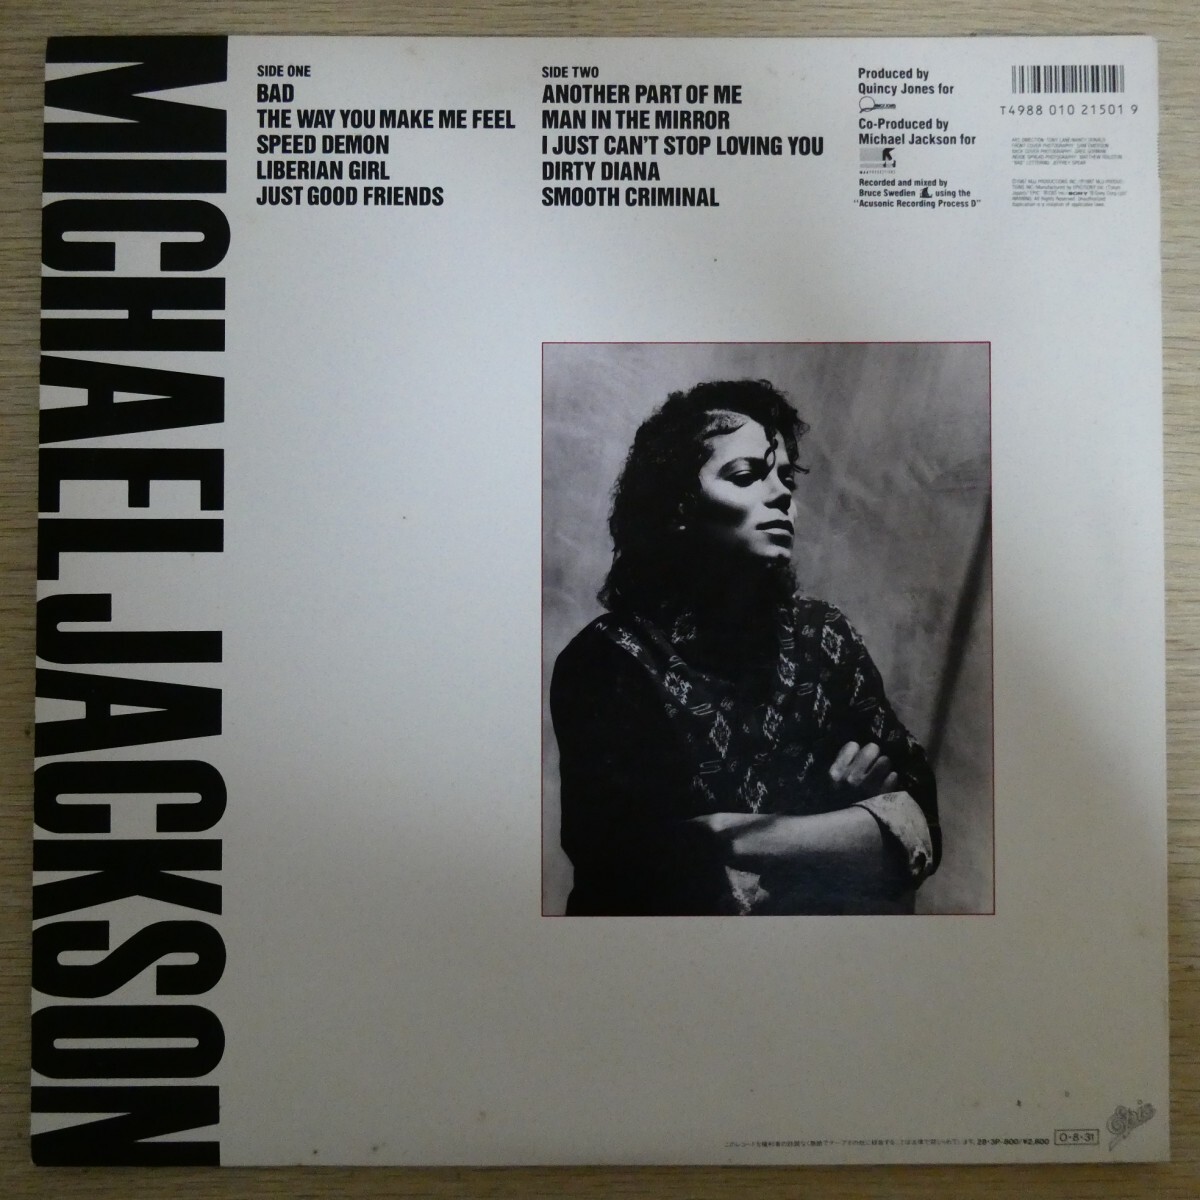 MICHAEL JACKSON
SIDE ONE
BAD
THE WAY YOU MAKE ME FEEL
SPEED DEMON
LIBERIAN GIRL
JUST GOOD FRIENDS
SIDE TWO
ANOTHER PART OF ME
MAN IN THE MIRROR
I JUST CAN'T STOP LOVING YOU
DIRTY DIANA
SMOOTH CRIMINAL
Produced by
Quincy Jones for
Co-Produced by
Michael Jackson for
Recorded and mixed by
Bruce Swedien using the
"Acusonic Recording Process D"
T4988 010 21501 9
28・3P-800/¥2,800
O・8・31
Epic